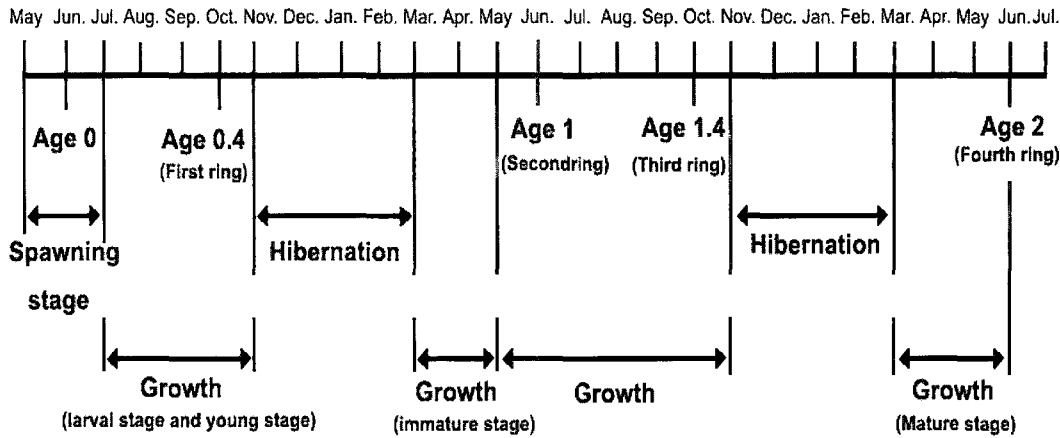 May Jun. Jul. Aug. Sep. Oct. Nov. Dec. Jan. Feb. Mar. Apr. May Jun. Jul. Aug. Sep. Oct. Nov. Dec. Jan. Feb. Mar. Apr. May Jun. Jul.
Age 0 Age 0.4 Age 1 Age 1.4 Age 2
(First ring) (Secondring) (Third ring) (Fourth ring)
Spawning Hibernation Hibernation
stage
Growth Growth Growth Growth
(larval stage and young stage) (immature stage) (Mature stage)